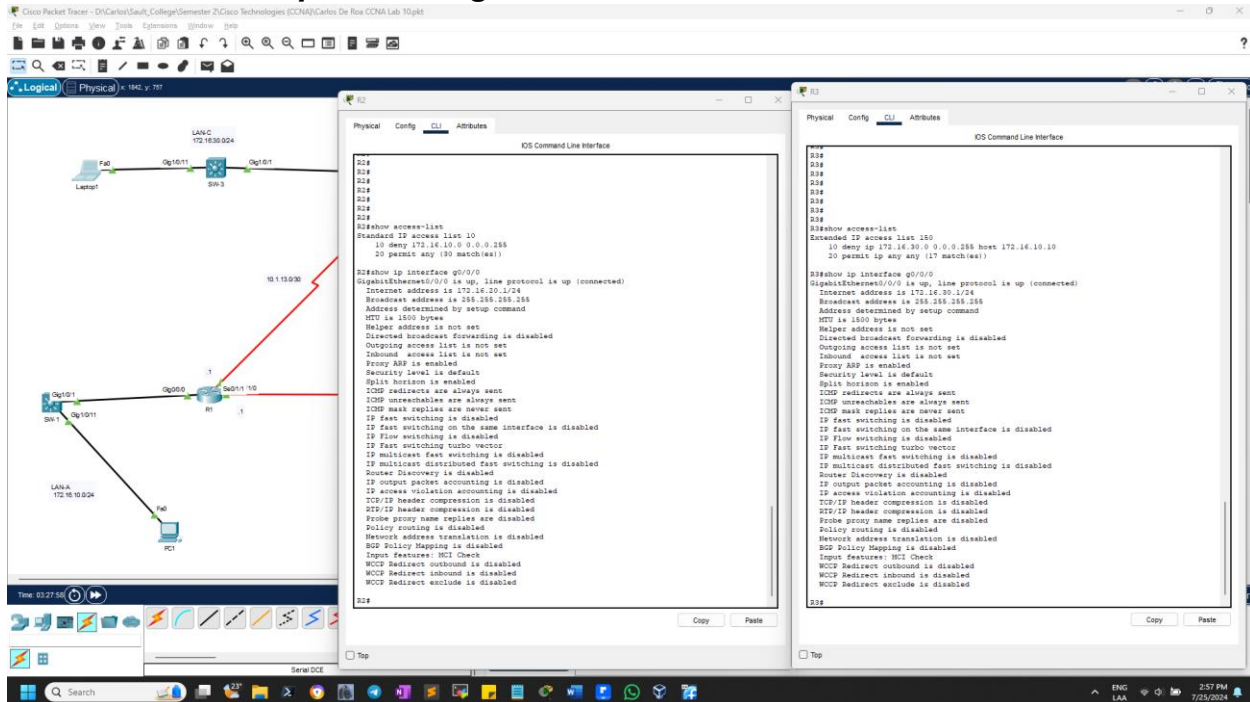 Cisco Packet Tracer - D:\Carlos\Sault_College\Semester 2\Cisco Technologies (CCNA)\Carlos De Roa CCNA Lab 10.pkt
File Edit Options View Tools Extensions Window Help
Logical Physical x: 1842, y: 757
LAN-C
172.16.30.0/24
Fa0
Gig1/0/11
Gig1/0/1
Laptop1
SW-3
10.1.13.0/30
.1
Gig0/0/0
Se0/1/1
R1
.1
Gig1/0/1
SW-1
Gig1/0/11
LAN-A
172.16.10.0/24
Fa0
PC1
Time: 03:27:58
Serial DCE
R2
Physical Config CLI Attributes
IOS Command Line Interface
R2#
R2#
R2#
R2#
R2#
R2#
R2#
R2#show access-list
Standard IP access list 10
10 deny 172.16.10.0 0.0.0.255
20 permit any (30 match(es))
R2#show ip interface g0/0/0
GigabitEthernet0/0/0 is up, line protocol is up (connected)
Internet address is 172.16.20.1/24
Broadcast address is 255.255.255.255
Address determined by setup command
MTU is 1500 bytes
Helper address is not set
Directed broadcast forwarding is disabled
Outgoing access list is not set
Inbound access list is not set
Proxy ARP is enabled
Security level is default
Split horizon is enabled
ICMP redirects are always sent
ICMP unreachables are always sent
ICMP mask replies are never sent
IP fast switching is disabled
IP fast switching on the same interface is disabled
IP Flow switching is disabled
IP Fast switching turbo vector
IP multicast fast switching is disabled
IP multicast distributed fast switching is disabled
Router Discovery is disabled
IP output packet accounting is disabled
IP access violation accounting is disabled
TCP/IP header compression is disabled
RTP/IP header compression is disabled
Probe proxy name replies are disabled
Policy routing is disabled
Network address translation is disabled
BGP Policy Mapping is disabled
Input features: MCI Check
WCCP Redirect outbound is disabled
WCCP Redirect inbound is disabled
WCCP Redirect exclude is disabled
R2#
Copy Paste
Top
R3
Physical Config CLI Attributes
IOS Command Line Interface
R3#
R3#
R3#
R3#
R3#
R3#
R3#
R3#
R3#show access-list
Extended IP access list 150
10 deny ip 172.16.30.0 0.0.0.255 host 172.16.10.10
20 permit ip any any (17 match(es))
R3#show ip interface g0/0/0
GigabitEthernet0/0/0 is up, line protocol is up (connected)
Internet address is 172.16.30.1/24
Broadcast address is 255.255.255.255
Address determined by setup command
MTU is 1500 bytes
Helper address is not set
Directed broadcast forwarding is disabled
Outgoing access list is not set
Inbound access list is not set
Proxy ARP is enabled
Security level is default
Split horizon is enabled
ICMP redirects are always sent
ICMP unreachables are always sent
ICMP mask replies are never sent
IP fast switching is disabled
IP fast switching on the same interface is disabled
IP Flow switching is disabled
IP Fast switching turbo vector
IP multicast fast switching is disabled
IP multicast distributed fast switching is disabled
Router Discovery is disabled
IP output packet accounting is disabled
IP access violation accounting is disabled
TCP/IP header compression is disabled
RTP/IP header compression is disabled
Probe proxy name replies are disabled
Policy routing is disabled
Network address translation is disabled
BGP Policy Mapping is disabled
Input features: MCI Check
WCCP Redirect outbound is disabled
WCCP Redirect inbound is disabled
WCCP Redirect exclude is disabled
R3#
Copy Paste
Top
Search
23°
ENG
LAA
2:57 PM
7/25/2024